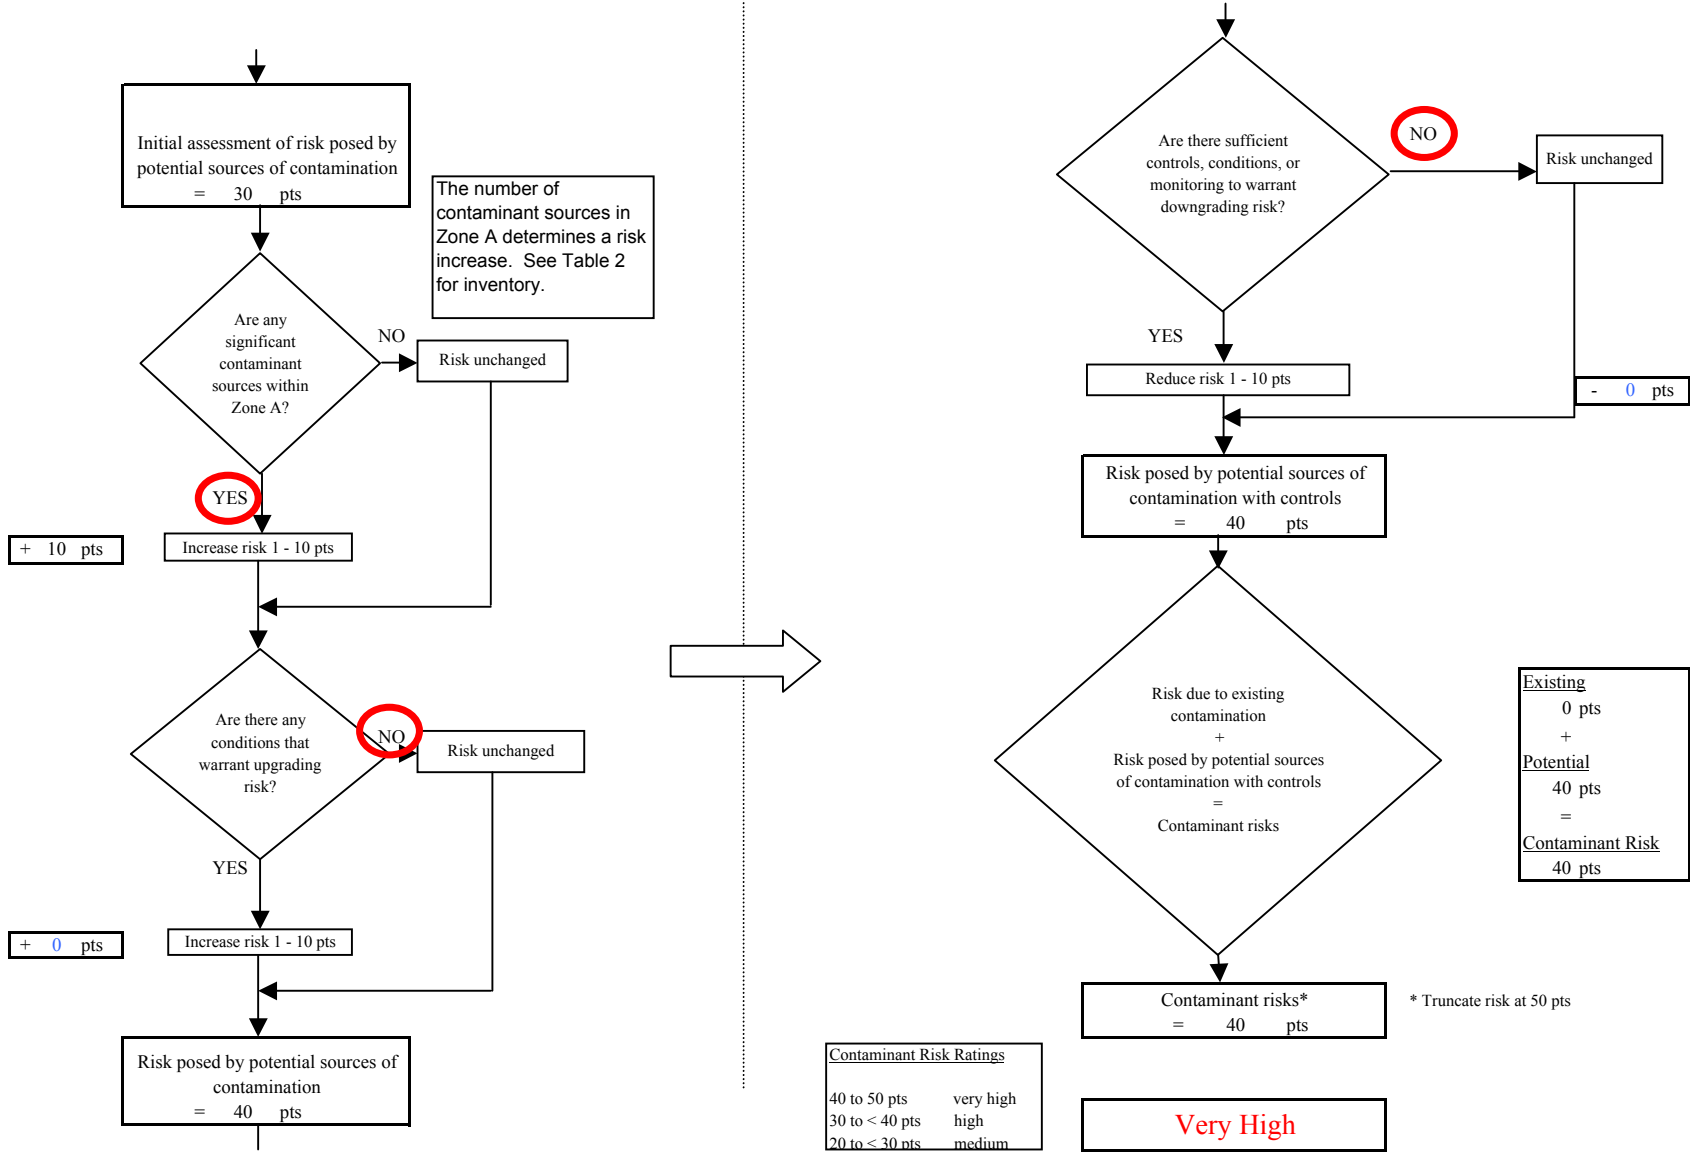 Initial assessment of risk posed by
potential sources of contamination
= 30 pts
The number of
contaminant sources in
Zone A determines a risk
increase. See Table 2
for inventory.
Are any
significant
contaminant
sources within
Zone A?
NO
Risk unchanged
YES
+ 10 pts
Increase risk 1 - 10 pts
Are there any
conditions that
warrant upgrading
risk?
NO
Risk unchanged
YES
+ 0 pts
Increase risk 1 - 10 pts
Risk posed by potential sources of
contamination
= 40 pts
Are there sufficient
controls, conditions, or
monitoring to warrant
downgrading risk?
NO
Risk unchanged
YES
Reduce risk 1 - 10 pts
- 0 pts
Risk posed by potential sources of
contamination with controls
= 40 pts
Risk due to existing
contamination
+
Risk posed by potential sources
of contamination with controls
=
Contaminant risks
Existing
0 pts
+
Potential
40 pts
=
Contaminant Risk
40 pts
Contaminant risks*
= 40 pts
* Truncate risk at 50 pts
Contaminant Risk Ratings
40 to 50 pts very high
30 to < 40 pts high
20 to < 30 pts medium
Very High